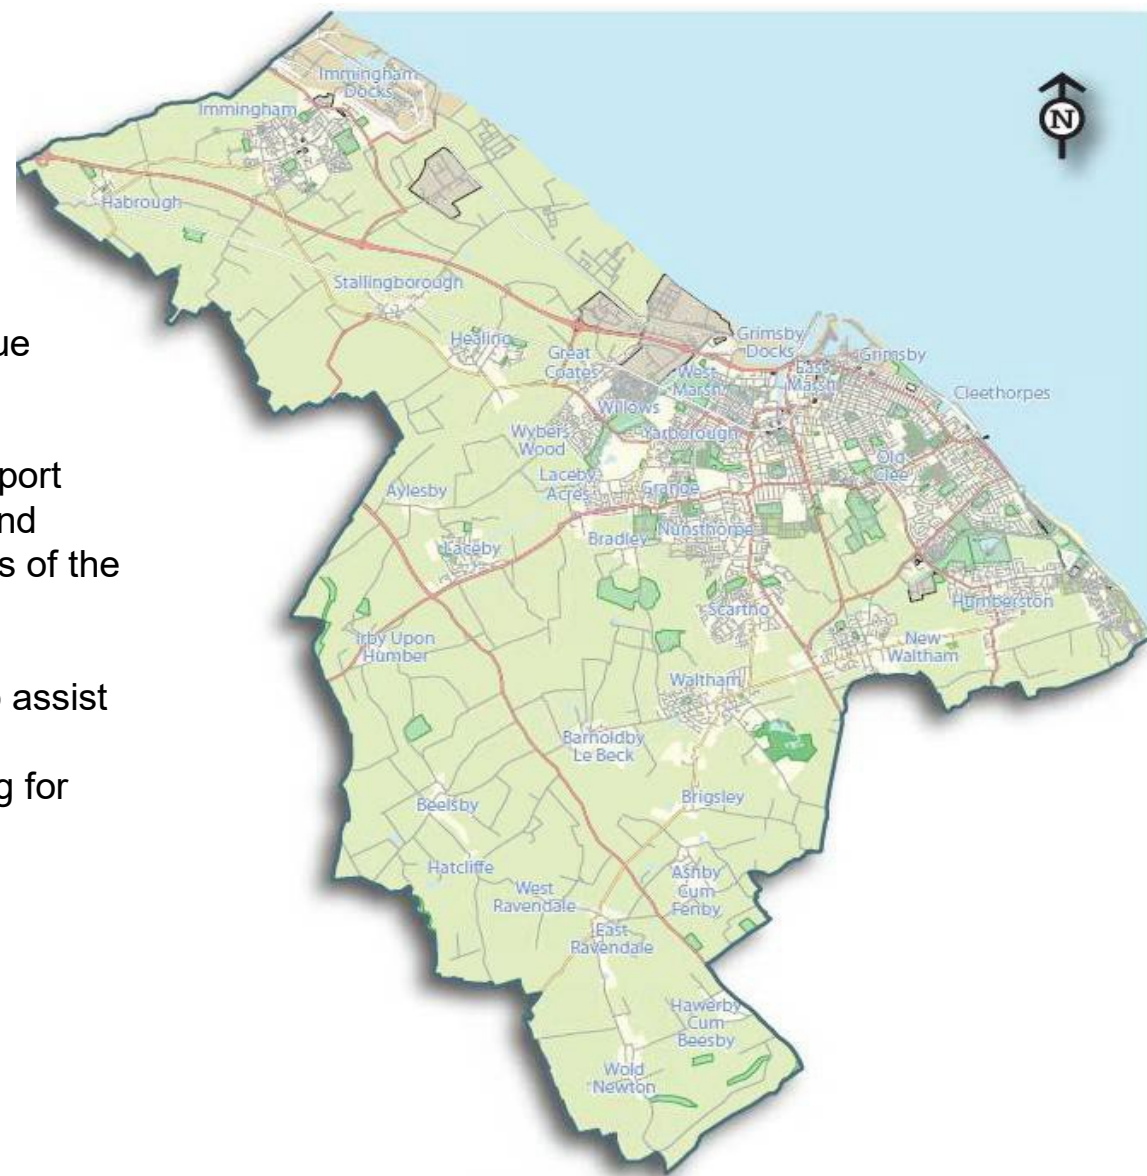 ue
port
nd
s of the
o assist
g for
N
Immingham
Docks
Immingham
Habrough
Stallingborough
Healing
Great
Coates
Grimsby
Docks
West
Marsh
East
Marsh
Grimsby
Cleethorpes
Willows
Wybers
Wood
Yarborough
Old
Clee
Laceby
Acres
Grange
Aylesby
Laceby
Bradley
Nunsthorpe
Scartho
Humberston
Irby Upon
Humber
New
Waltham
Waltham
Barnoldby
Le Beck
Beelsby
Brigsley
Hatcliffe
Ashby
Cum
Fenby
West
Ravendale
East
Ravendale
Hawerby
Cum
Beesby
Wold
Newton